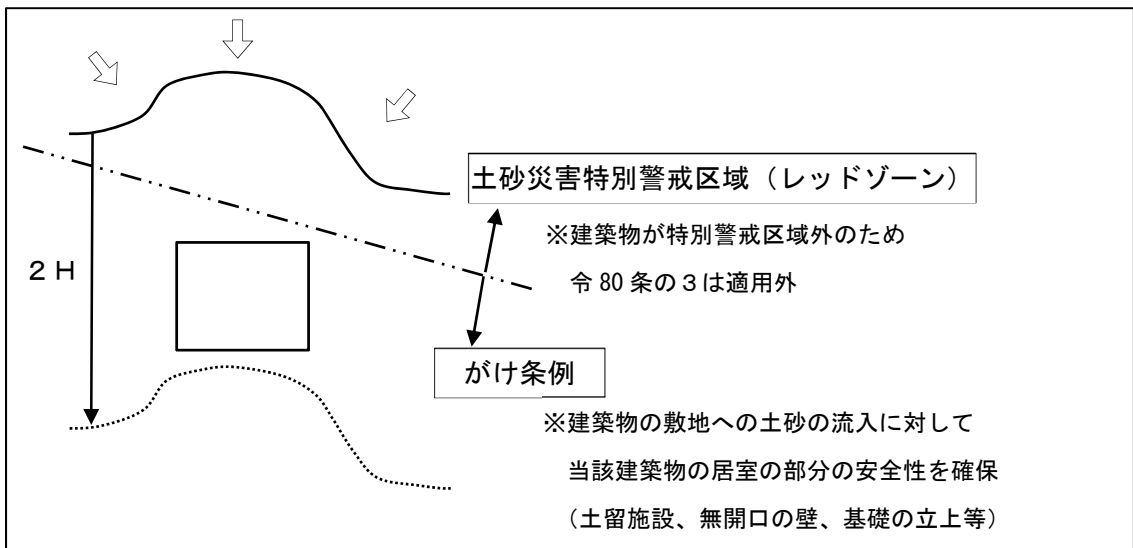 土砂災害特別警戒区域（レッドゾーン）
※建築物が特別警戒区域外のため
令80条の3は適用外
2H
がけ条例
※建築物の敷地への土砂の流入に対して
当該建築物の居室の部分の安全性を確保
（土留施設、無開口の壁、基礎の立上等）